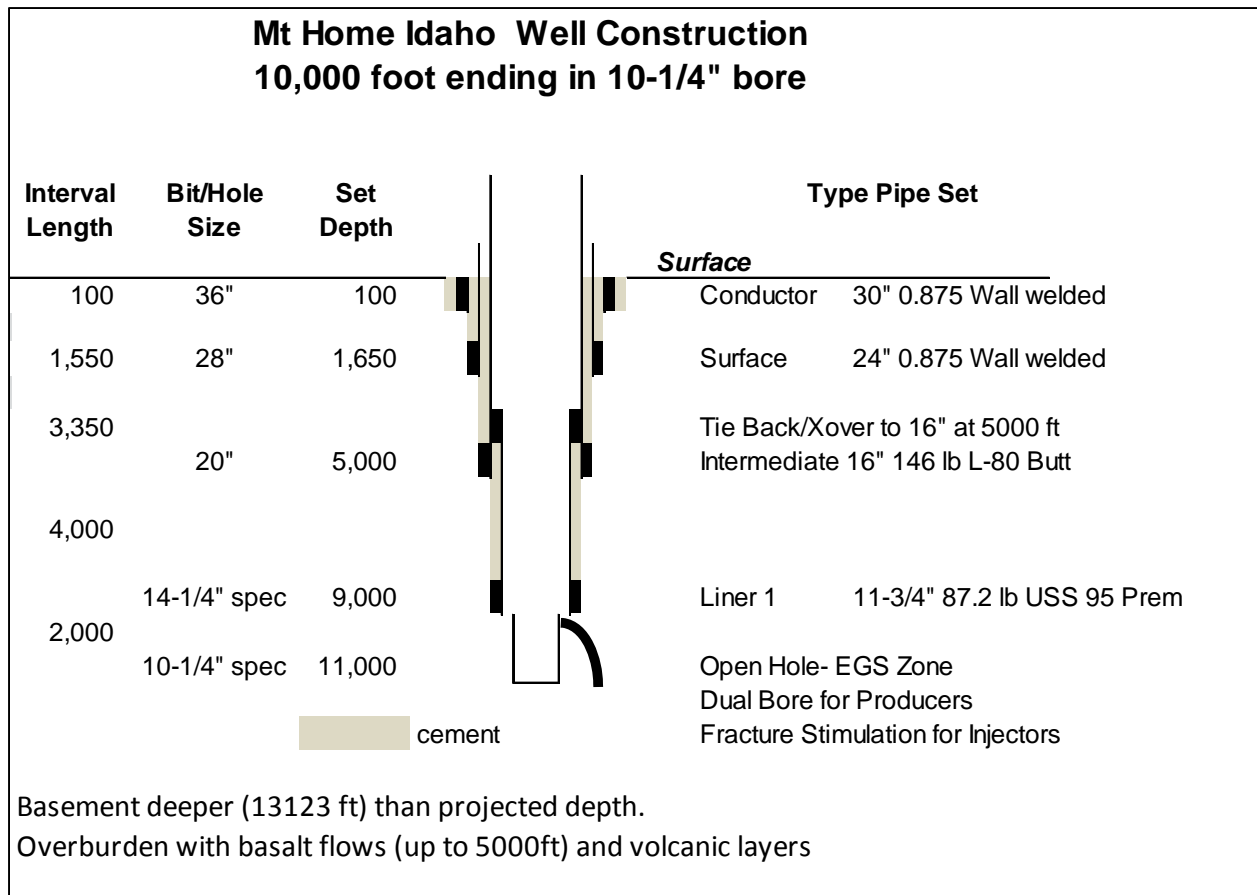 Mt Home Idaho Well Construction
10,000 foot ending in 10-1/4" bore
Interval Length Bit/Hole Size Set Depth Type Pipe Set
Surface
100 36" 100 Conductor 30" 0.875 Wall welded
1,550 28" 1,650 Surface 24" 0.875 Wall welded
3,350 Tie Back/Xover to 16" at 5000 ft
20" 5,000 Intermediate 16" 146 lb L-80 Butt
4,000
14-1/4" spec 9,000 Liner 1 11-3/4" 87.2 lb USS 95 Prem
2,000
10-1/4" spec 11,000 Open Hole- EGS Zone
Dual Bore for Producers
cement Fracture Stimulation for Injectors
Basement deeper (13123 ft) than projected depth.
Overburden with basalt flows (up to 5000ft) and volcanic layers